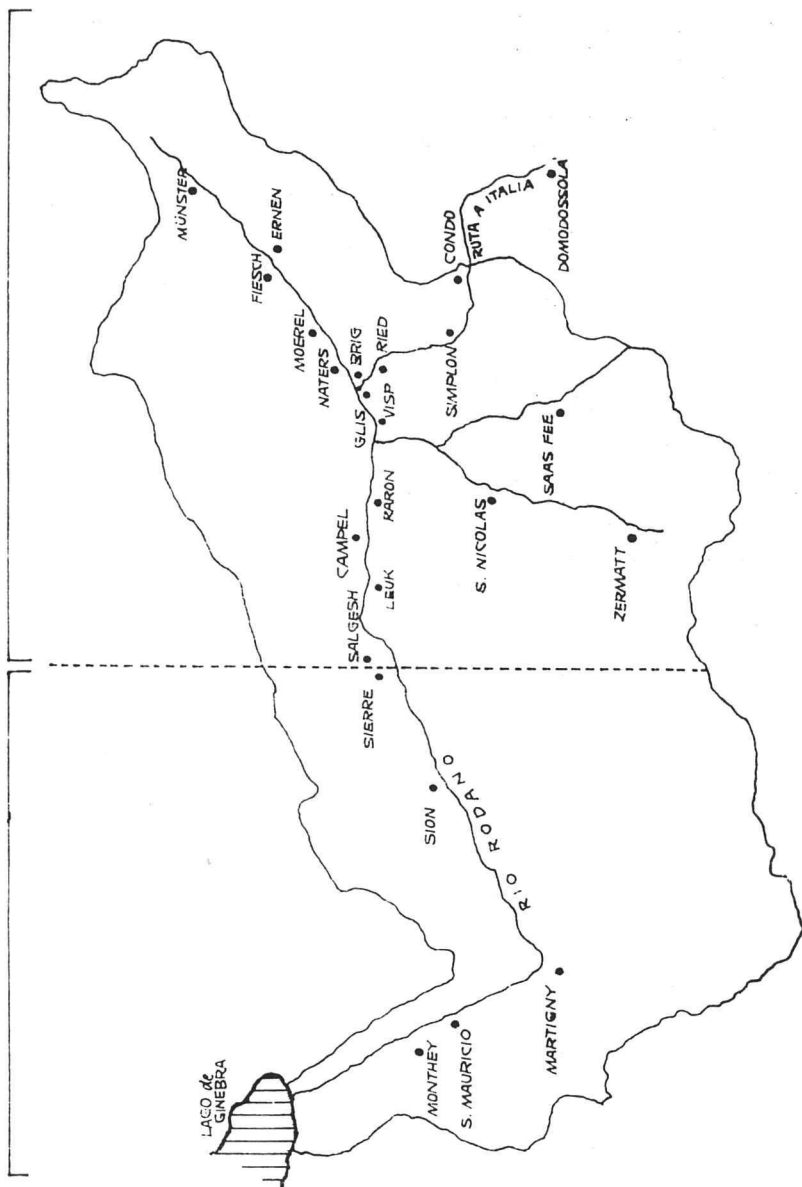 LAGO de
GINEBRA
MONTHEY
S. MAURICIO
MARTIGNY
RIO RODANO
SION
SIERRE
SALGESH
LEUK
CAMPEL
RARON
VISP
GLIS
BRIG
RIED
NATERS
MOEREL
FIESCH
ERNEN
MÜNSTER
SIMPLON
CONDO
RUTA A ITALIA
DOMODOSSOLA
S. NICOLAS
SAAS FEE
ZERMATT